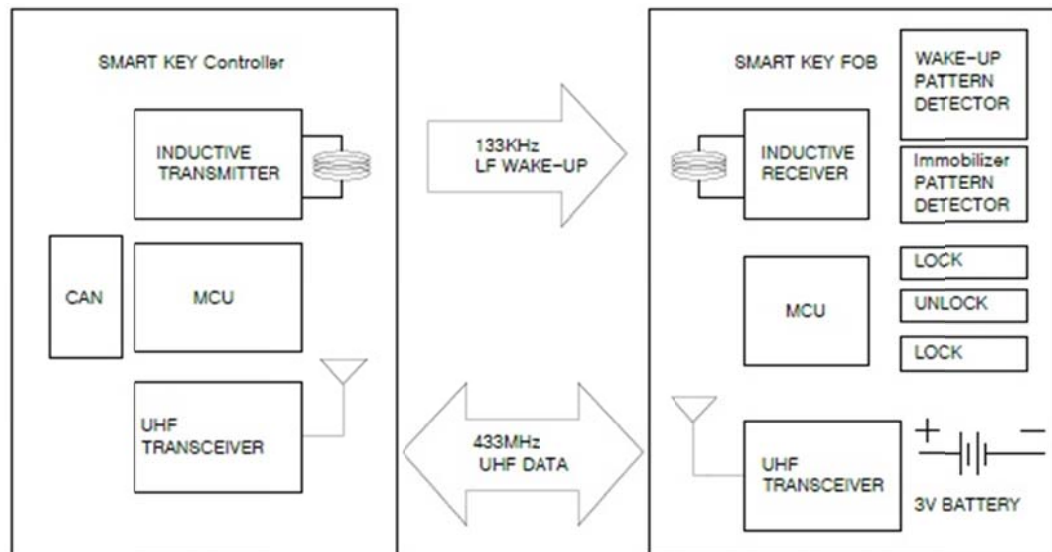 SMART KEY Controller
INDUCTIVE
TRANSMITTER
CAN
MCU
UHF
TRANSCEIVER
133KHz
LF WAKE-UP
433MHz
UHF DATA
SMART KEY FOB
WAKE-UP
PATTERN
DETECTOR
INDUCTIVE
RECEIVER
Immobilizer
PATTERN
DETECTOR
MCU
LOCK
UNLOCK
LOCK
UHF
TRANSCEIVER
+ −
3V BATTERY